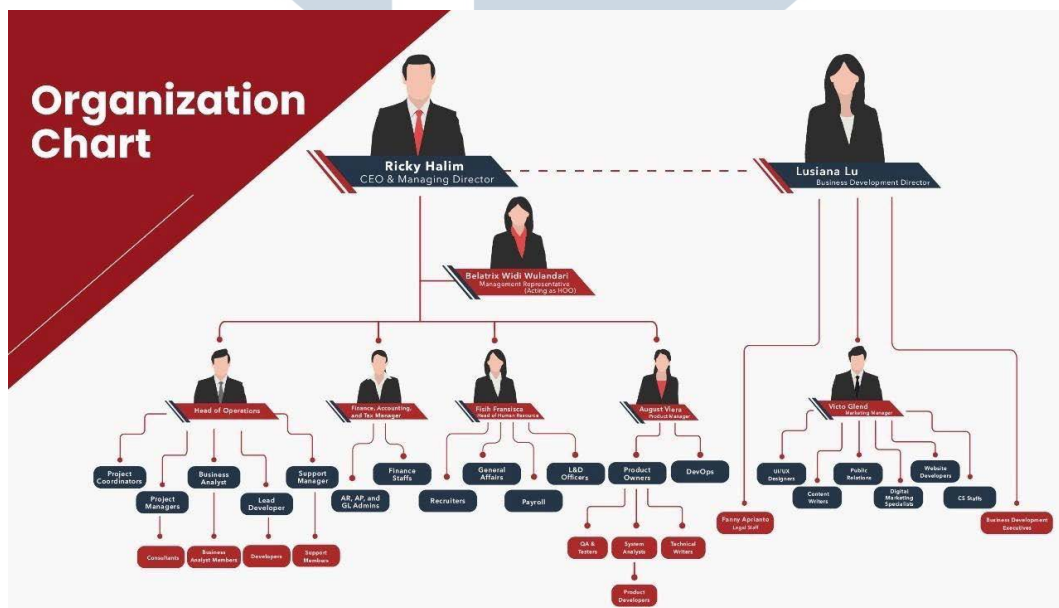 Organization
Chart
Ricky Halim
CEO & Managing Director
Lusiana Lu
Business Development Director
Belatrix Widi Wulandari
Management Representative
(Acting as HOO)
Head of Operations
Finance, Accounting,
and Tax Manager
Fisih Fransisca
Head of Human Resource
August Viera
Product Manager
Victo Glend
Marketing Manager
Project
Coordinators
Project
Managers
Business
Analyst
Lead
Developer
Support
Manager
Consultants
Business
Analyst Members
Developers
Support
Members
AR, AP, and
GL Admins
Finance
Staffs
Recruiters
General
Affairs
Payroll
L&D
Officers
Product
Owners
DevOps
QA &
Testers
System
Analysts
Technical
Writers
Product
Developers
Fanny Aprianto
Legal Staff
UI/UX
Designers
Content
Writers
Public
Relations
Digital
Marketing
Specialists
Website
Developers
CS Staffs
Business Development
Executives